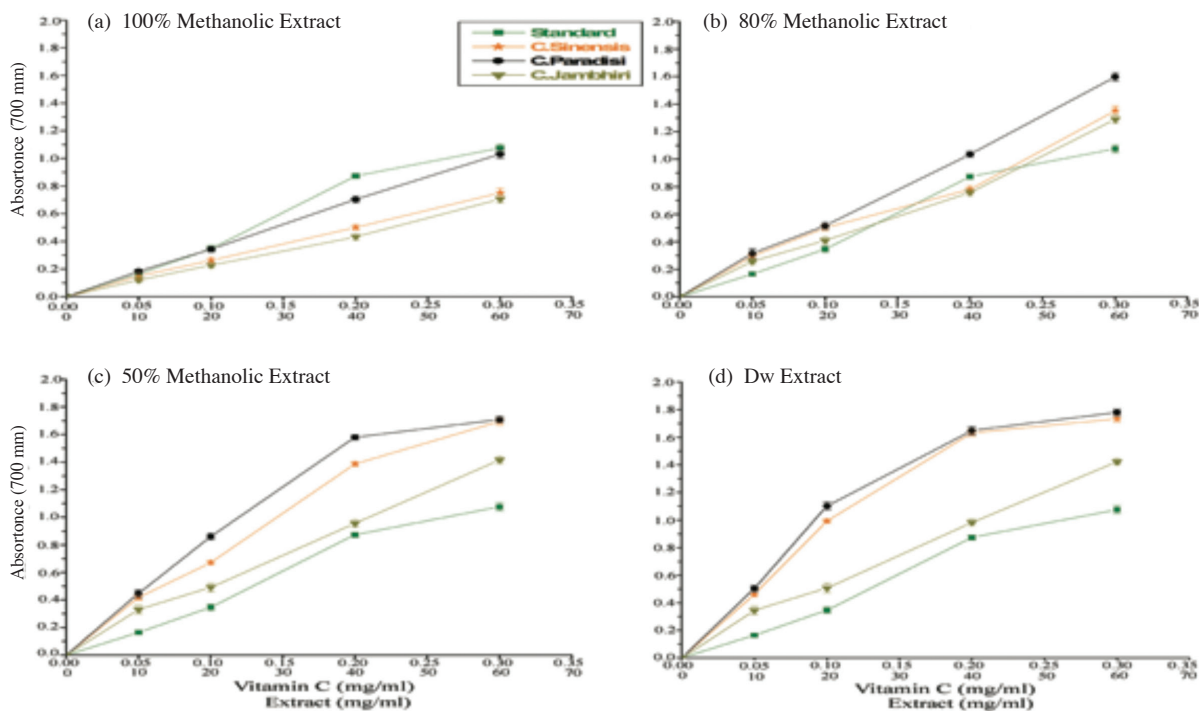 (a) 100% Methanolic Extract
Standard
C.Sinensis
C.Paradisi
C.Jambhiri
Absortonce (700 mm)
2.0
1.8
1.6
1.4
1.2
1.0
0.8
0.6
0.4
0.2
0.0
0.00 0.05 0.10 0.15 0.20 0.25 0.30 0.35
0 10 20 30 40 50 60 70
(b) 80% Methanolic Extract
2.0
1.8
1.6
1.4
1.2
1.0
0.8
0.6
0.4
0.2
0.0
0.00 0.05 0.10 0.15 0.20 0.25 0.30 0.35
0 10 20 30 40 50 60 70
(c) 50% Methanolic Extract
Absortonce (700 mm)
2.0
1.8
1.6
1.4
1.2
1.0
0.8
0.6
0.4
0.2
0.0
0.00 0.05 0.10 0.15 0.20 0.25 0.30 0.35
0 10 20 30 40 50 60 70
Vitamin C (mg/ml)
Extract (mg/ml)
(d) Dw Extract
2.0
1.8
1.6
1.4
1.2
1.0
0.8
0.6
0.4
0.2
0.0
0.00 0.05 0.10 0.15 0.20 0.25 0.30 0.35
0 10 20 30 40 50 60 70
Vitamin C (mg/ml)
Extract (mg/ml)